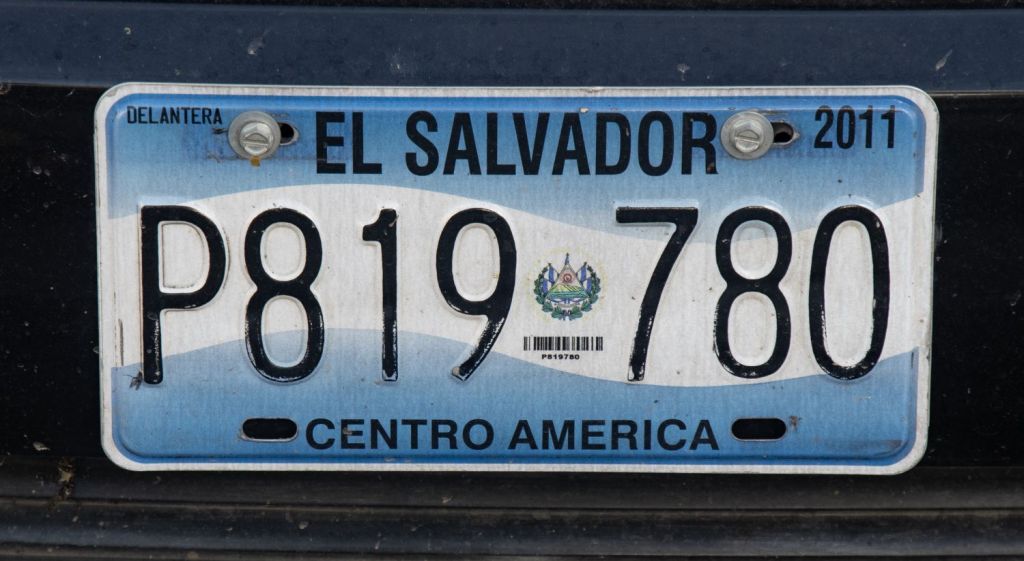 DELANTERA EL SALVADOR 2011
P819 780
P819780
CENTRO AMERICA